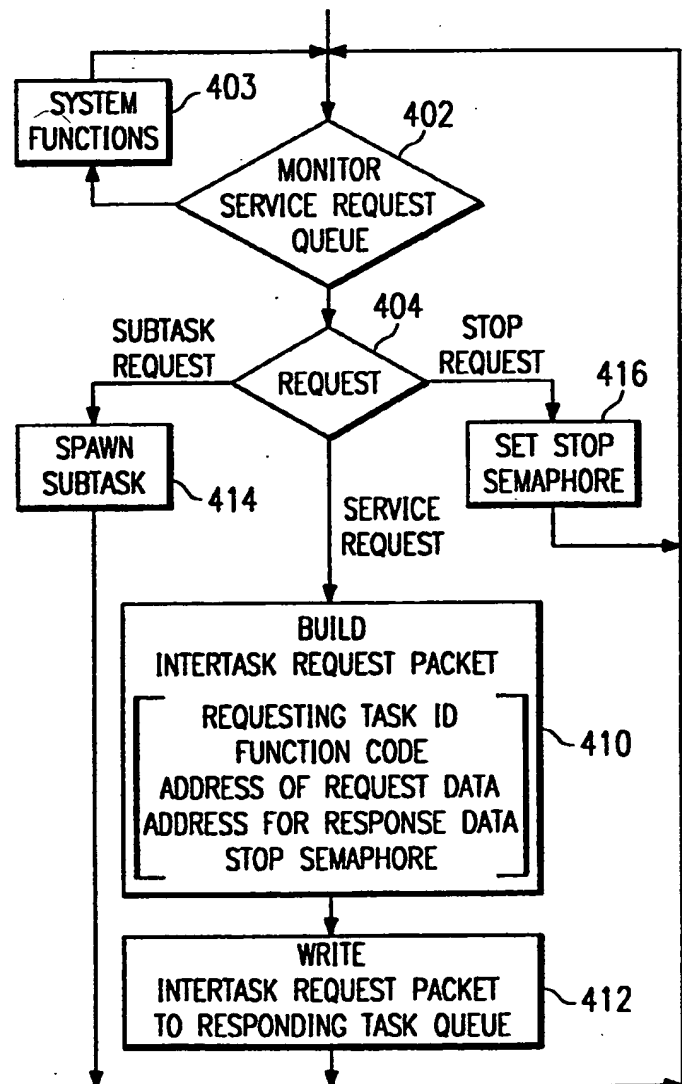 SYSTEM
FUNCTIONS
403
402
MONITOR
SERVICE REQUEST
QUEUE
SUBTASK
REQUEST
404
STOP
REQUEST
REQUEST
416
SPAWN
SUBTASK
414
SET STOP
SEMAPHORE
SERVICE
REQUEST
BUILD
INTERTASK REQUEST PACKET
REQUESTING TASK ID
FUNCTION CODE
ADDRESS OF REQUEST DATA
ADDRESS FOR RESPONSE DATA
STOP SEMAPHORE
410
WRITE
INTERTASK REQUEST PACKET
TO RESPONDING TASK QUEUE
412